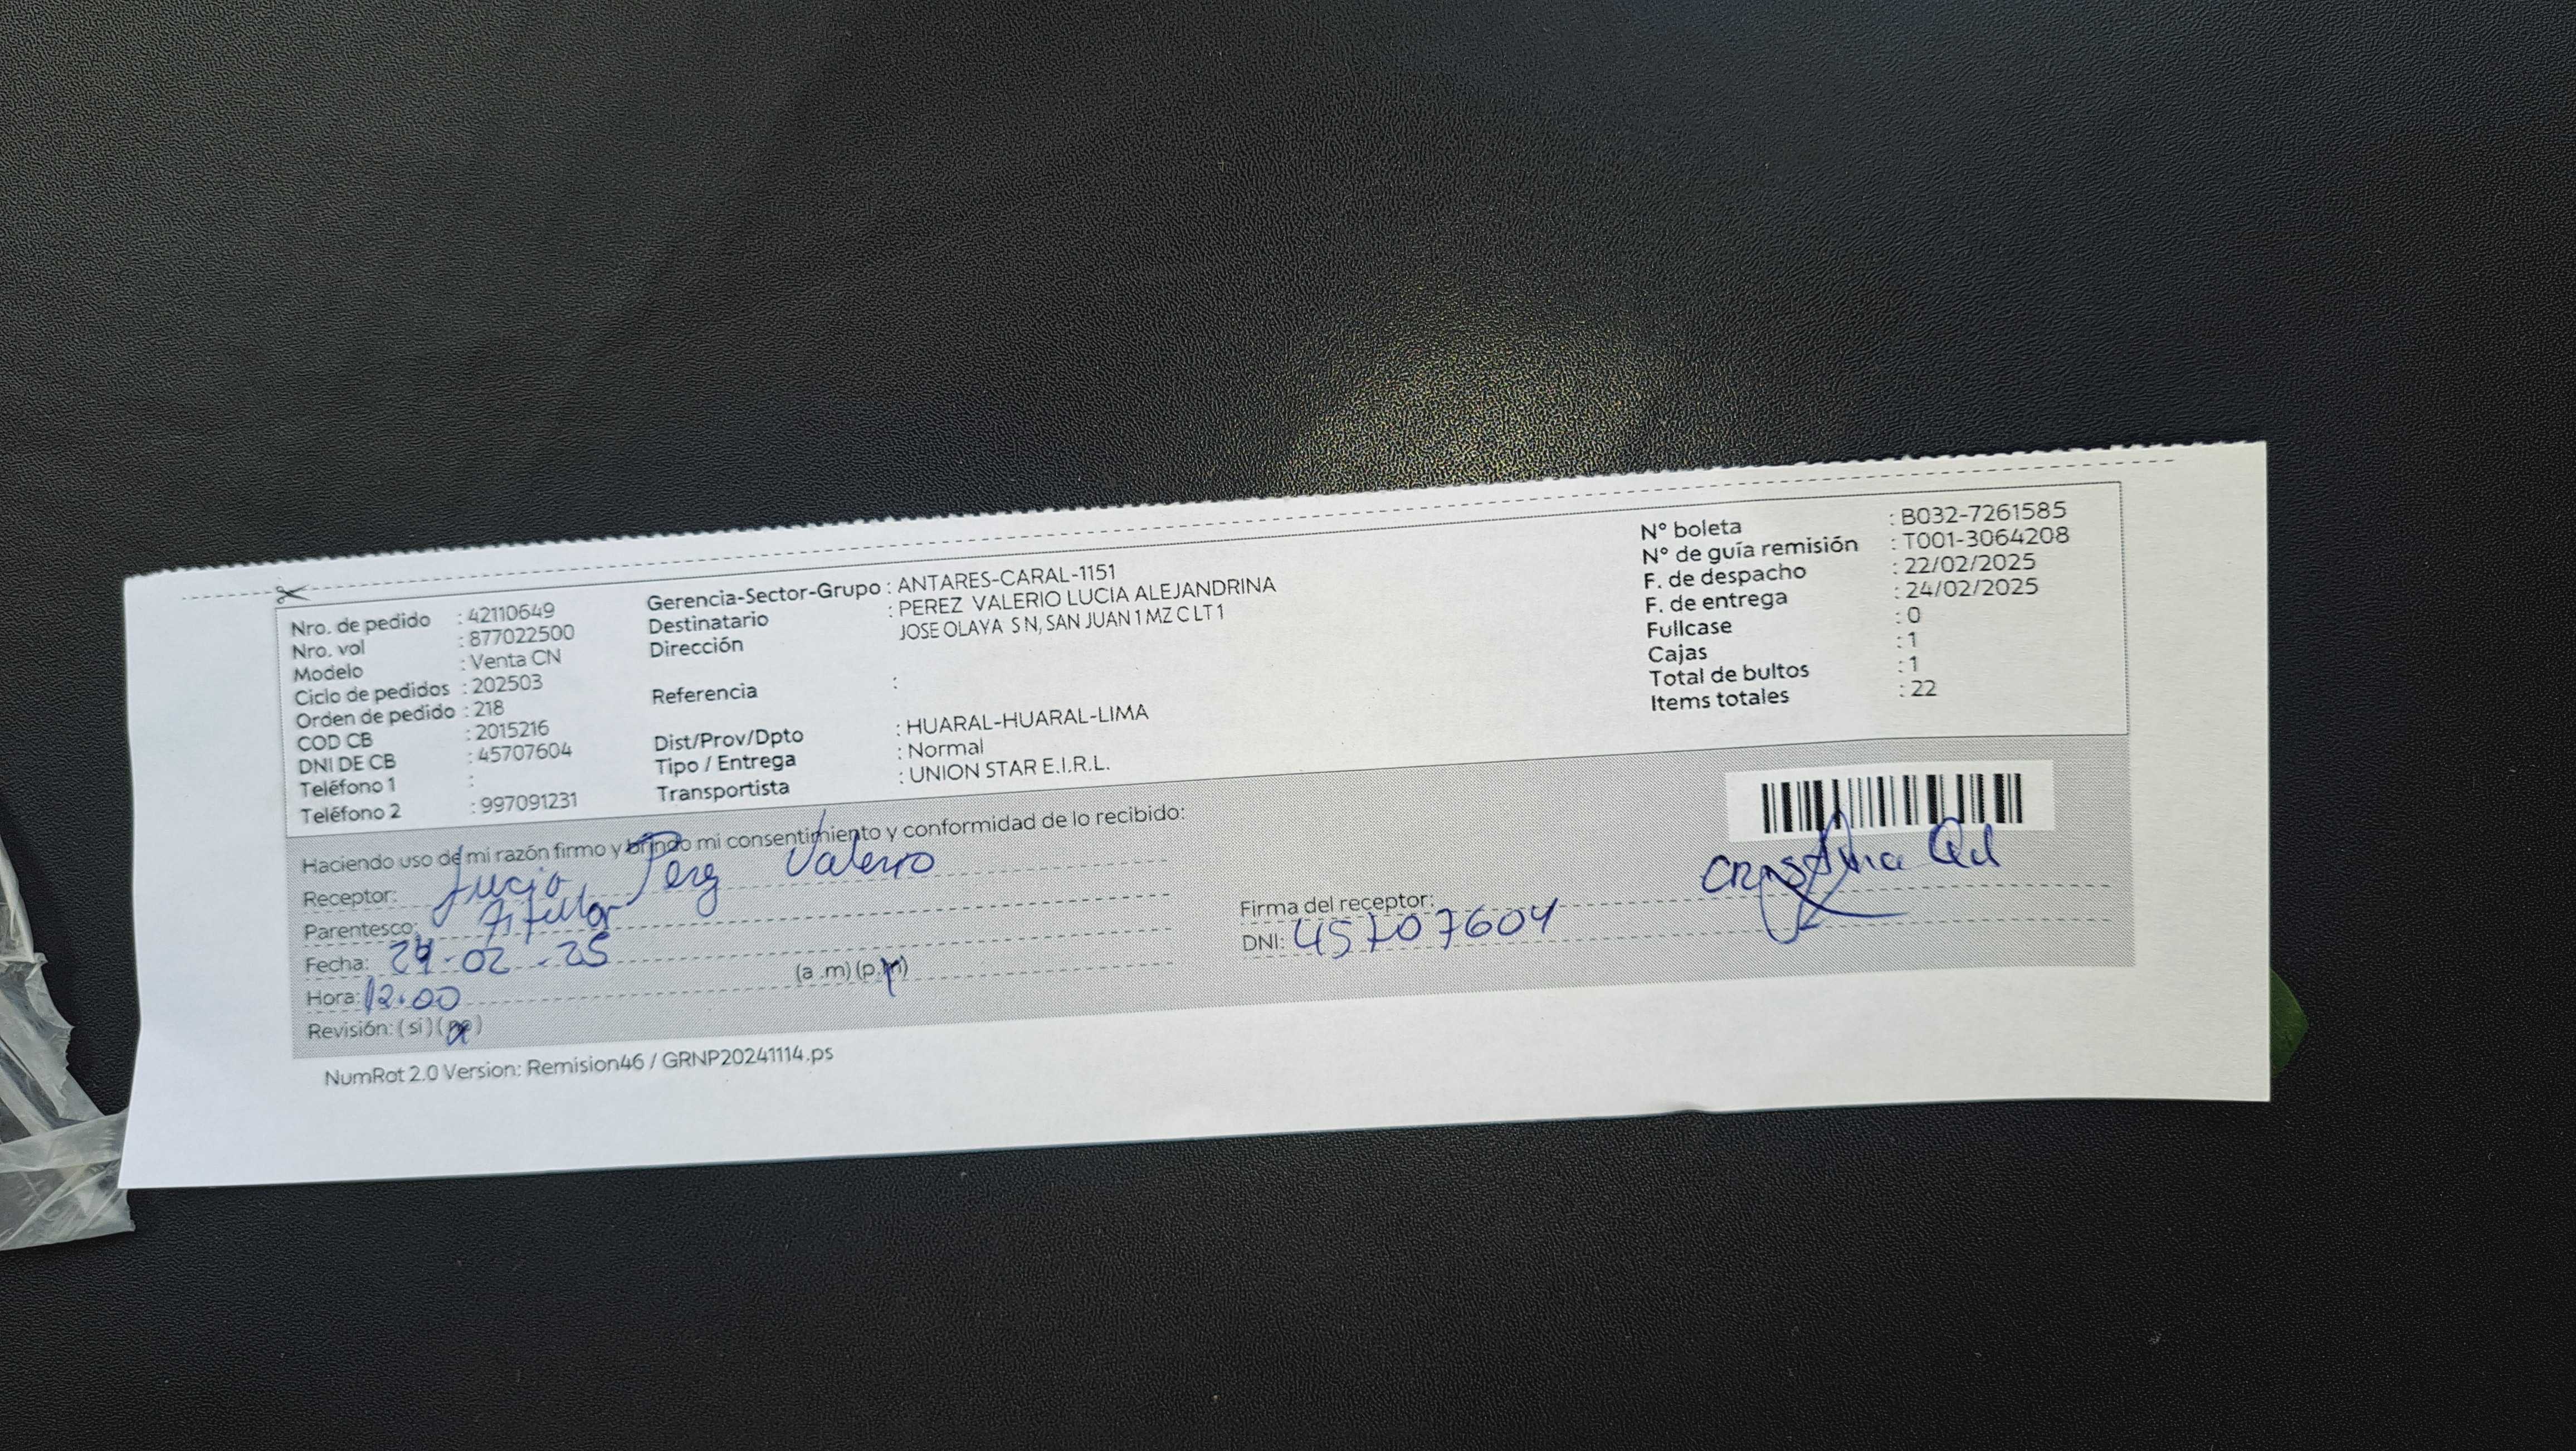 Nro. de pedido : 42110649
Nro. vol : 877022500
Modelo : Venta CN
Ciclo de pedidos : 202503
Orden de pedido : 218
COD CB : 2015216
DNI DE CB : 45707604
Teléfono 1 :
Teléfono 2 : 997091231
Gerencia-Sector-Grupo : ANTARES-CARAL-1151
Destinatario : PEREZ VALERIO LUCIA ALEJANDRINA
Dirección JOSE OLAYA S N, SAN JUAN 1 MZ C LT 1
Referencia :
Dist/Prov/Dpto : HUARAL-HUARAL-LIMA
Tipo / Entrega : Normal
Transportista : UNION STAR E.I.R.L.
N° boleta : B032-7261585
N° de guía remisión : T001-3064208
F. de despacho : 22/02/2025
F. de entrega : 24/02/2025
Fullcase : 0
Cajas : 1
Total de bultos : 1
Items totales : 22
Haciendo uso de mi razón firmo y brindo mi consentimiento y conformidad de lo recibido:
Receptor: Lucia Perez Valerio
Parentesco:
Fecha: 24-02-25
Hora: 12:00 (a .m) (p.m)
Revisión: ( si ) ( no )
Firma del receptor: Cristina
DNI: 45707604
NumRot 2.0 Version: Remision46 / GRNP20241114.ps